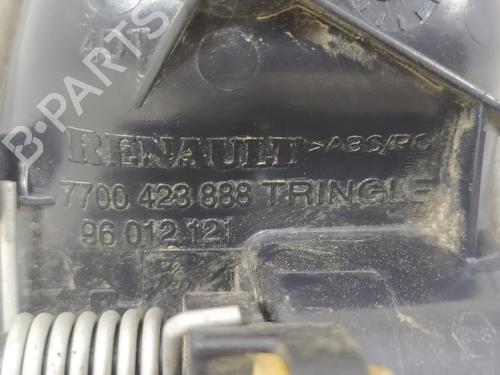 RENAULT >ABS/PC
7700 423 888 TRINGLE
96 012 121
B-PARTS